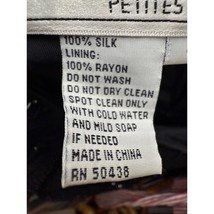 PETITES
100% SILK
LINING:
100% RAYON
DO NOT WASH
DO NOT DRY CLEAN
SPOT CLEAN ONLY
WITH COLD WATER
AND MILD SOAP
IF NEEDED
MADE IN CHINA
RN 50438